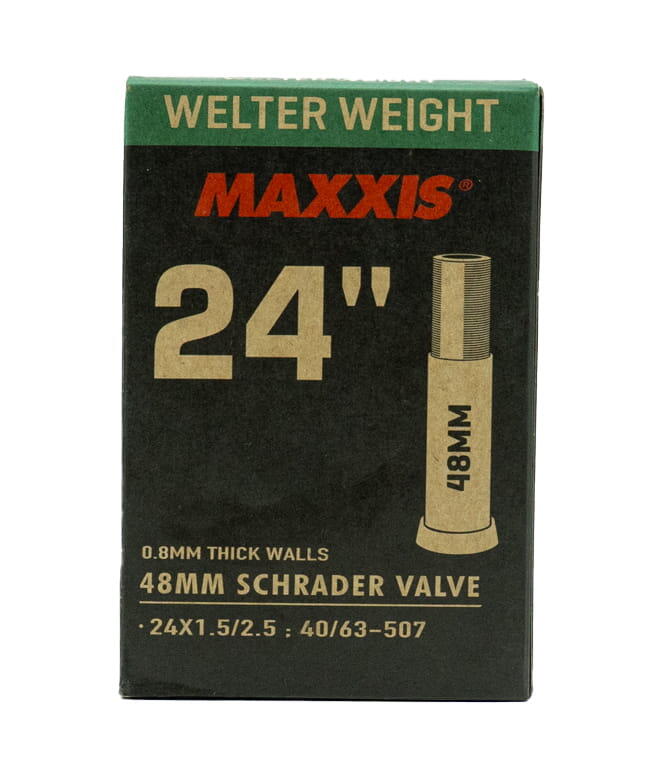 WELTER WEIGHT
MAXXIS®
24"
48MM
0.8MM THICK WALLS
48MM SCHRADER VALVE
·24X1.5/2.5 ; 40/63-507